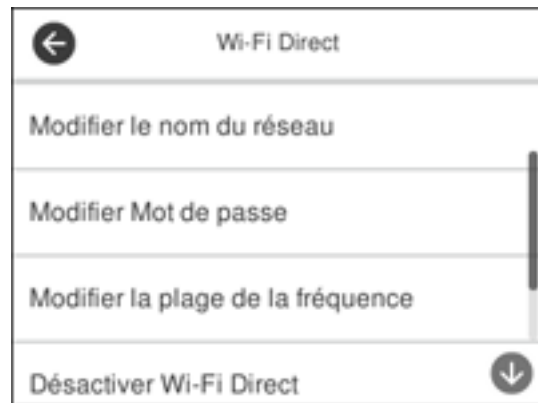 Wi-Fi Direct
Modifier le nom du réseau
Modifier Mot de passe
Modifier la plage de la fréquence
Désactiver Wi-Fi Direct